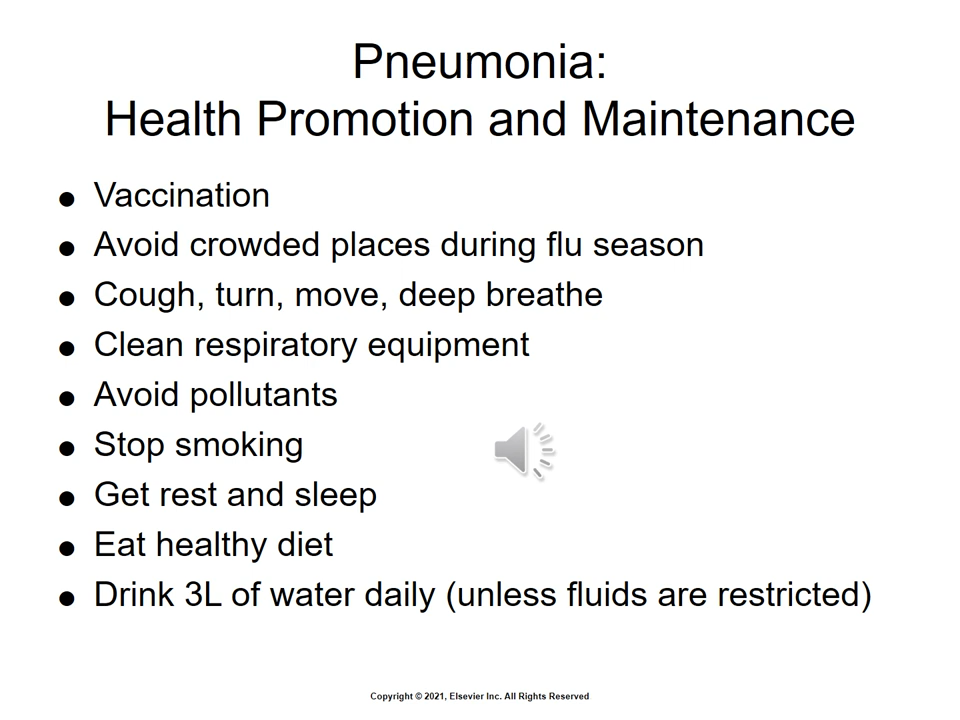 Pneumonia:
Health Promotion and Maintenance
● Vaccination
● Avoid crowded places during flu season
● Cough, turn, move, deep breathe
● Clean respiratory equipment
● Avoid pollutants
● Stop smoking
● Get rest and sleep
● Eat healthy diet
● Drink 3L of water daily (unless fluids are restricted)
Copyright © 2021, Elsevier Inc. All Rights Reserved